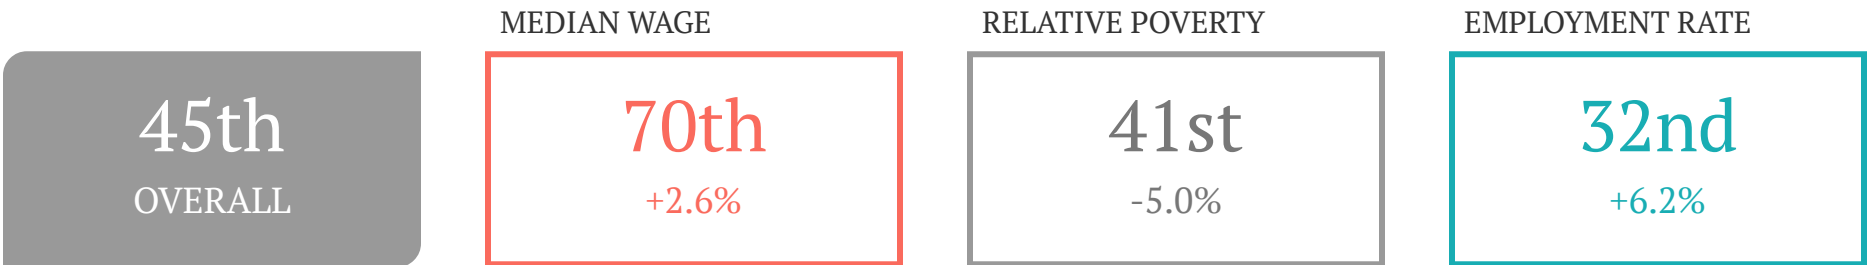 MEDIAN WAGE
RELATIVE POVERTY
EMPLOYMENT RATE
45th
OVERALL
70th
+2.6%
41st
-5.0%
32nd
+6.2%